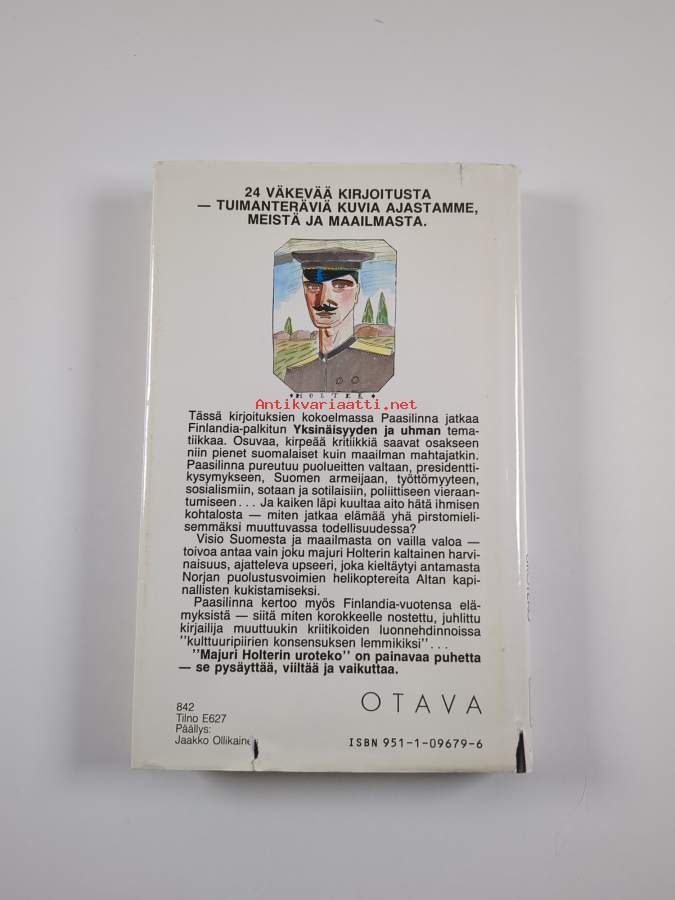 24 VÄKEVÄÄ KIRJOITUSTA
— TUIMANTERÄVIÄ KUVIA AJASTAMME,
MEISTÄ JA MAAILMASTA.
Antikvariaatti.net
Tässä kirjoituksien kokoelmassa Paasilinna jatkaa
Finlandia-palkitun Yksinäisyyden ja uhman tema-
tiikkaa. Osuvaa, kirpeää kritiikkiä saavat osakseen
niin pienet suomalaiset kuin maailman mahtajatkin.
Paasilinna pureutuu puolueitten valtaan, presidentti-
kysymykseen, Suomen armeijaan, työttömyyteen,
sosialismiin, sotaan ja sotilaisiin, poliittiseen vieraan-
tumiseen... Ja kaiken läpi kuultaa aito hätä ihmisen
kohtalosta — miten jatkaa elämää yhä pirstomieli-
semmäksi muuttuvassa todellisuudessa?
Visio Suomesta ja maailmasta on vailla valoa —
toivoa antaa vain joku majuri Holterin kaltainen harvi-
naisuus, ajatteleva upseeri, joka kieltäytyi antamasta
Norjan puolustusvoimien helikoptereita Altan kapi-
nallisten kukistamiseksi.
Paasilinna kertoo myös Finlandia-vuotensa elä-
myksistä — siitä miten korokkeelle nostettu, juhlittu
kirjailija muuttuukin kriitikoiden luonnehdinnoissa
"kulttuuripiirien konsensuksen lemmikiksi"...
"Majuri Holterin uroteko" on painavaa puhetta
— se pysäyttää, viiltää ja vaikuttaa.
OTAVA
842
Tilno E627
Päällys:
Jaakko Ollikaine
ISBN 951-1-09679-6